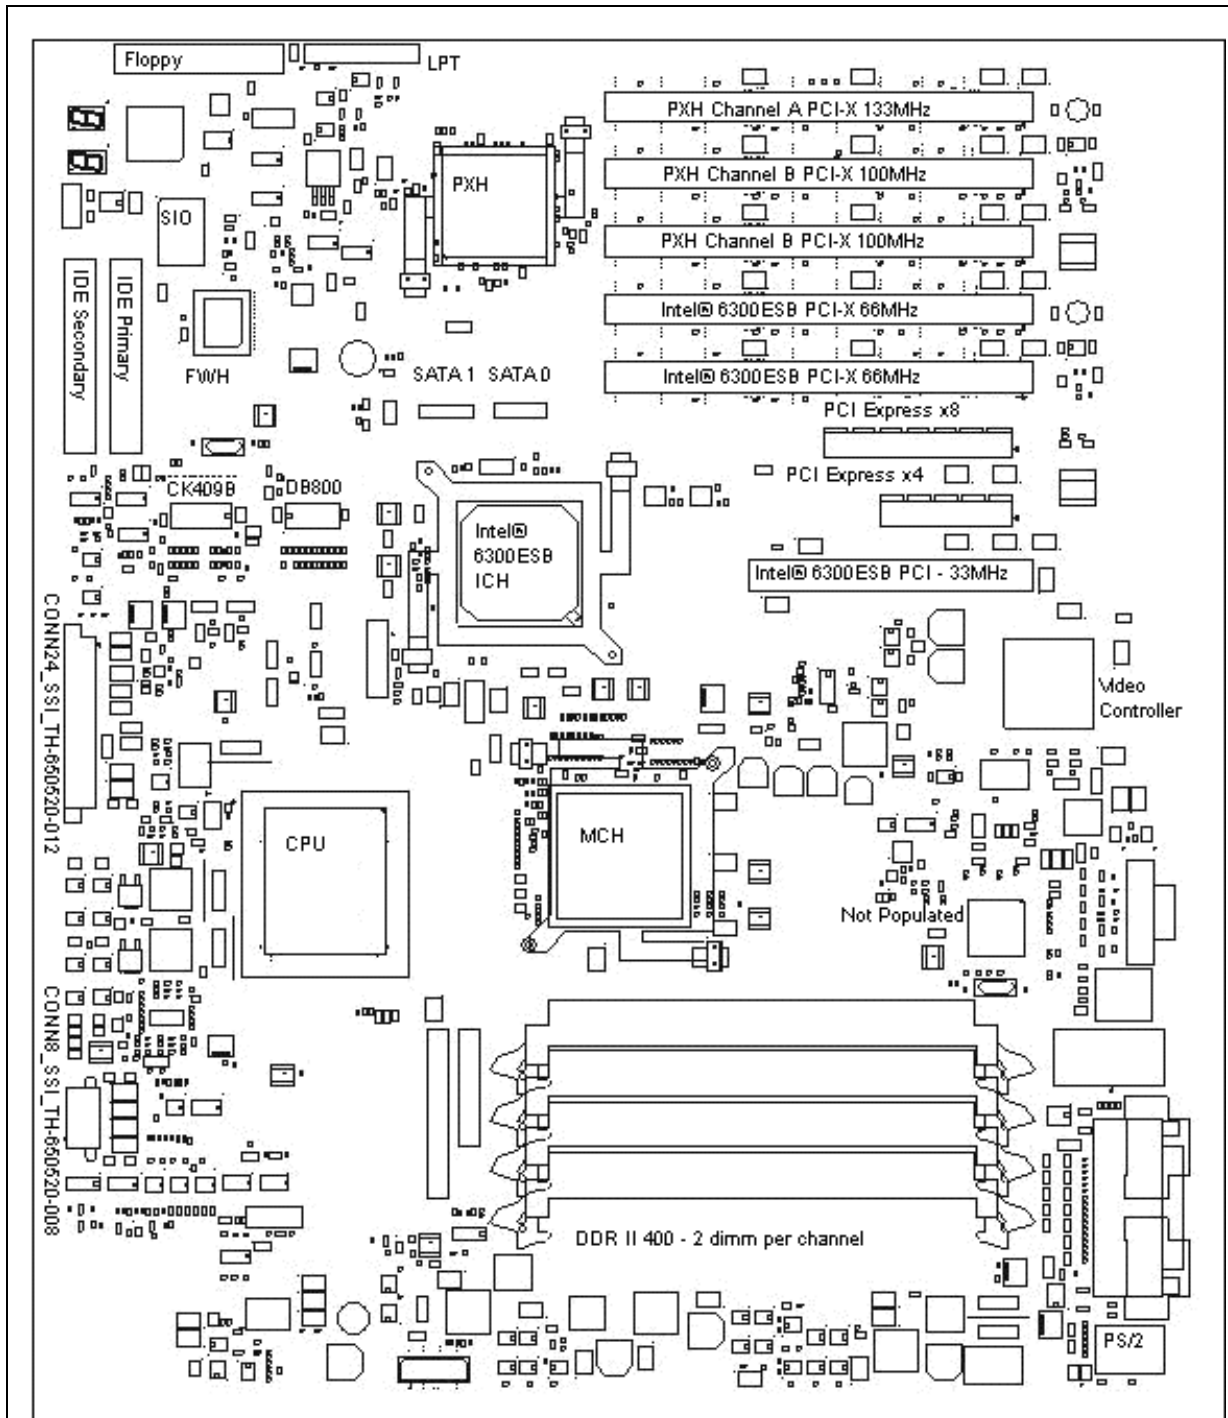 Floppy
LPT
PXH Channel A PCI-X 133MHz
PXH Channel B PCI-X 100MHz
PXH
SIO
PXH Channel B PCI-X 100MHz
IDE Secondary
IDE Primary
Intel® 6300ESB PCI-X 66MHz
FWH
SATA 1 SATA 0
Intel® 6300ESB PCI-X 66MHz
PCI Express x8
PCI Express x4
CK409B
DB800
Intel®
6300ESB
ICH
Intel® 6300ESB PCI - 33MHz
CONN24_SSI_TH-650520-012
Video
Controller
CPU
MCH
Not Populated
CONN8_SSI_TH-650520-008
DDR II 400 - 2 dimm per channel
PS/2